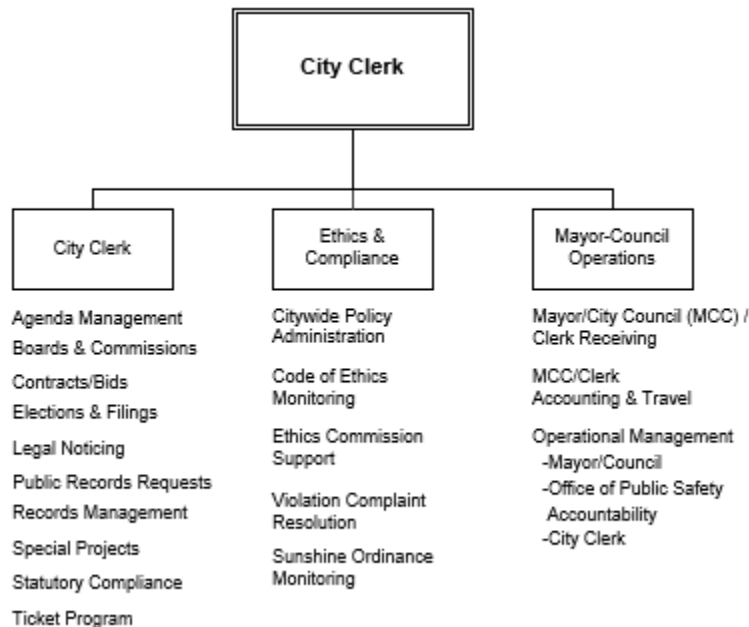 City Clerk
City Clerk
Agenda Management
Boards & Commissions
Contracts/Bids
Elections & Filings
Legal Noticing
Public Records Requests
Records Management
Special Projects
Statutory Compliance
Ticket Program
Ethics &
Compliance
Citywide Policy
Administration
Code of Ethics
Monitoring
Ethics Commission
Support
Violation Complaint
Resolution
Sunshine Ordinance
Monitoring
Mayor-Council
Operations
Mayor/City Council (MCC) /
Clerk Receiving
MCC/Clerk
Accounting & Travel
Operational Management
-Mayor/Council
-Office of Public Safety
Accountability
-City Clerk